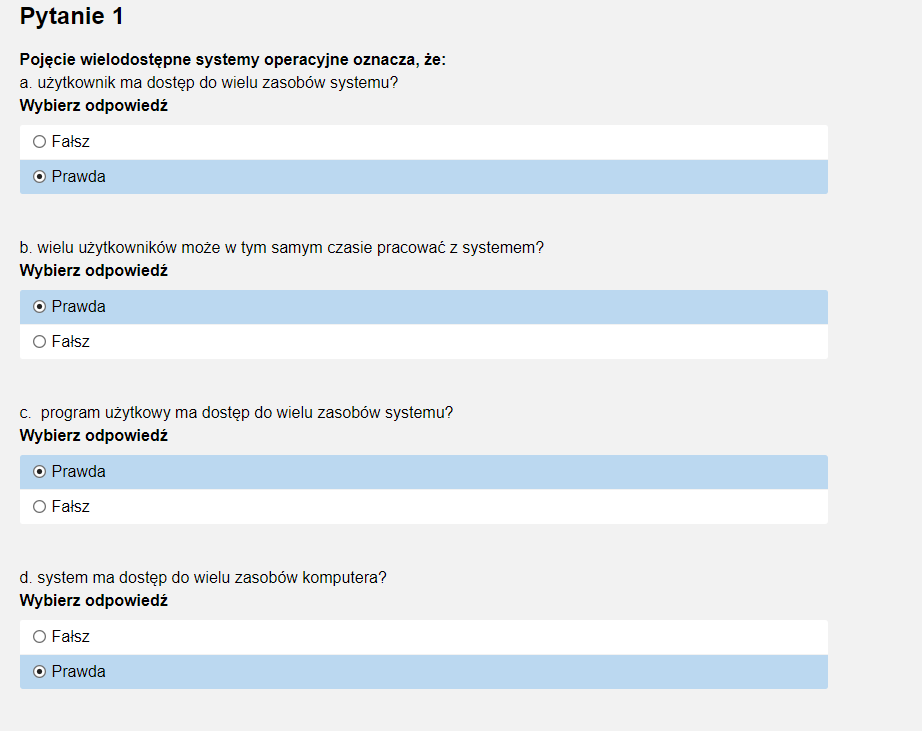 Pytanie 1
Pojęcie wielodostępne systemy operacyjne oznacza, że:
a. użytkownik ma dostęp do wielu zasobów systemu?
Wybierz odpowiedź
Fałsz
Prawda
b. wielu użytkowników może w tym samym czasie pracować z systemem?
Wybierz odpowiedź
Prawda
Fałsz
c. program użytkowy ma dostęp do wielu zasobów systemu?
Wybierz odpowiedź
Prawda
Fałsz
d. system ma dostęp do wielu zasobów komputera?
Wybierz odpowiedź
Fałsz
Prawda